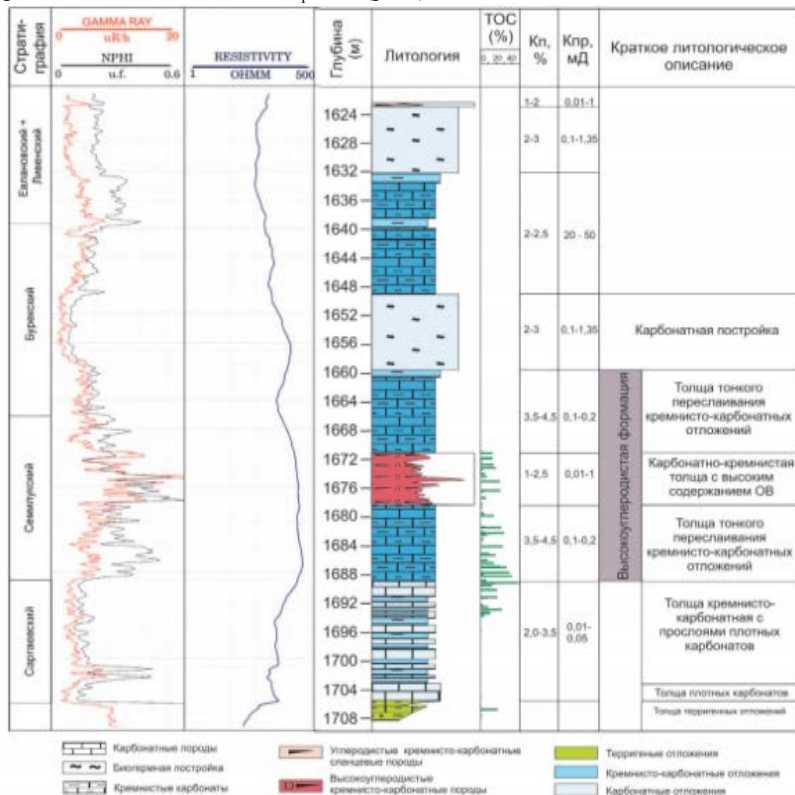 Страти-
графия
GAMMA RAY
0 uR/h 20
NPHI
0 u.f. 0.6
RESISTIVITY
1 OHMM 500
Глубина
(м)
Литология
TOC
(%)
0 20 40
Кп,
%
Кпр,
мД
Краткое литологическое
описание
Евлановский +
Ливенский
Бурекский
Семилукский
Саргаевский
1624
1628
1632
1636
1640
1644
1648
1652
1656
1660
1664
1668
1672
1676
1680
1684
1688
1692
1696
1700
1704
1708
1-2 0,01-1
2-3 0,1-1,35
2-2,5 20 - 50
2-3 0,1-1,35
Карбонатная постройка
Высокоуглеродистая формация
3,5-4,5 0,1-0,2
Толща тонкого
переслаивания
кремнисто-карбонатных
отложений
1-2,5 0,01-1
Карбонатно-кремнистая
толща с высоким
содержанием ОВ
3,5-4,5 0,1-0,2
Толща тонкого
переслаивания
кремнисто-карбонатных
отложений
2,0-3,5 0,01-
0,05
Толща кремнисто-
карбонатная с
прослоями плотных
карбонатов
Толща плотных карбонатов
Толща терригенных отложений
Карбонатные породы
Биогермная постройка
Кремнистые карбонаты
Углеродистые кремнисто-карбонатные
сланцевые породы
Высокоуглеродистые
кремнисто-карбонатные породы
Терригеные отложения
Кремнисто-карбонатные отложения
Карбонатные отложения